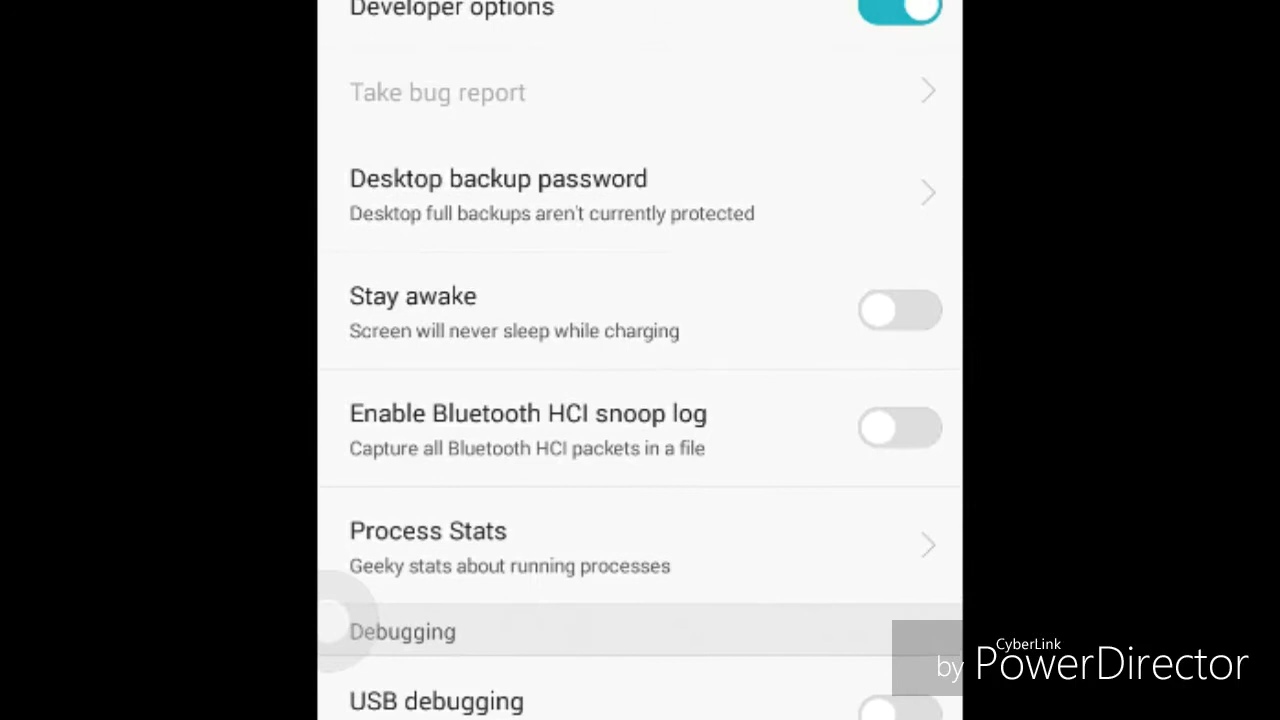 Developer options
Take bug report
Desktop backup password
Desktop full backups aren't currently protected
Stay awake
Screen will never sleep while charging
Enable Bluetooth HCI snoop log
Capture all Bluetooth HCI packets in a file
Process Stats
Geeky stats about running processes
Debugging
USB debugging
CyberLink
by PowerDirector